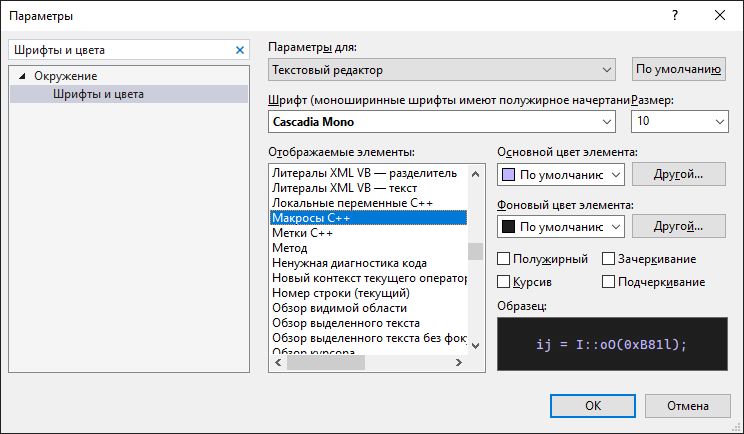 Параметры
?
Шрифты и цвета
Окружение
Шрифты и цвета
Параметры для:
Текстовый редактор
По умолчанию
Шрифт (моноширинные шрифты имеют полужирное начертани
Размер:
Cascadia Mono
10
Отображаемые элементы:
Литералы XML VB — разделитель
Литералы XML VB — текст
Локальные переменные C++
Макросы C++
Метки C++
Метод
Ненужная диагностика кода
Новый контекст текущего оператор
Номер строки (текущий)
Обзор видимой области
Обзор выделенного текста
Обзор выделенного текста без фоку
Обзор курсора
Основной цвет элемента:
По умолчанию
Другой...
Фоновый цвет элемента:
По умолчанию
Другой...
Полужирный
Зачеркивание
Курсив
Подчеркивание
Образец:
ij = I::oO(0xB81l);
OK
Отмена